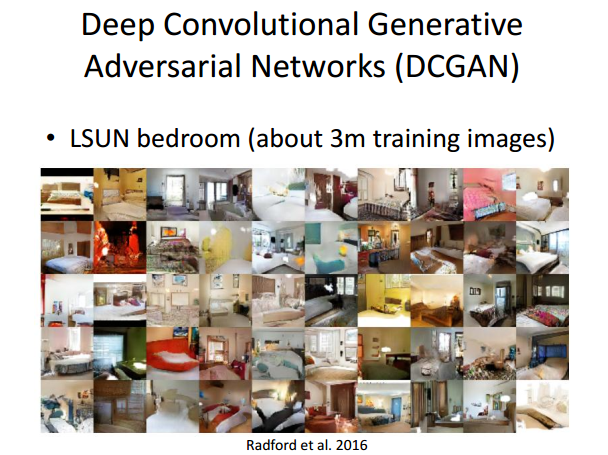 Deep Convolutional Generative
Adversarial Networks (DCGAN)
• LSUN bedroom (about 3m training images)
Radford et al. 2016